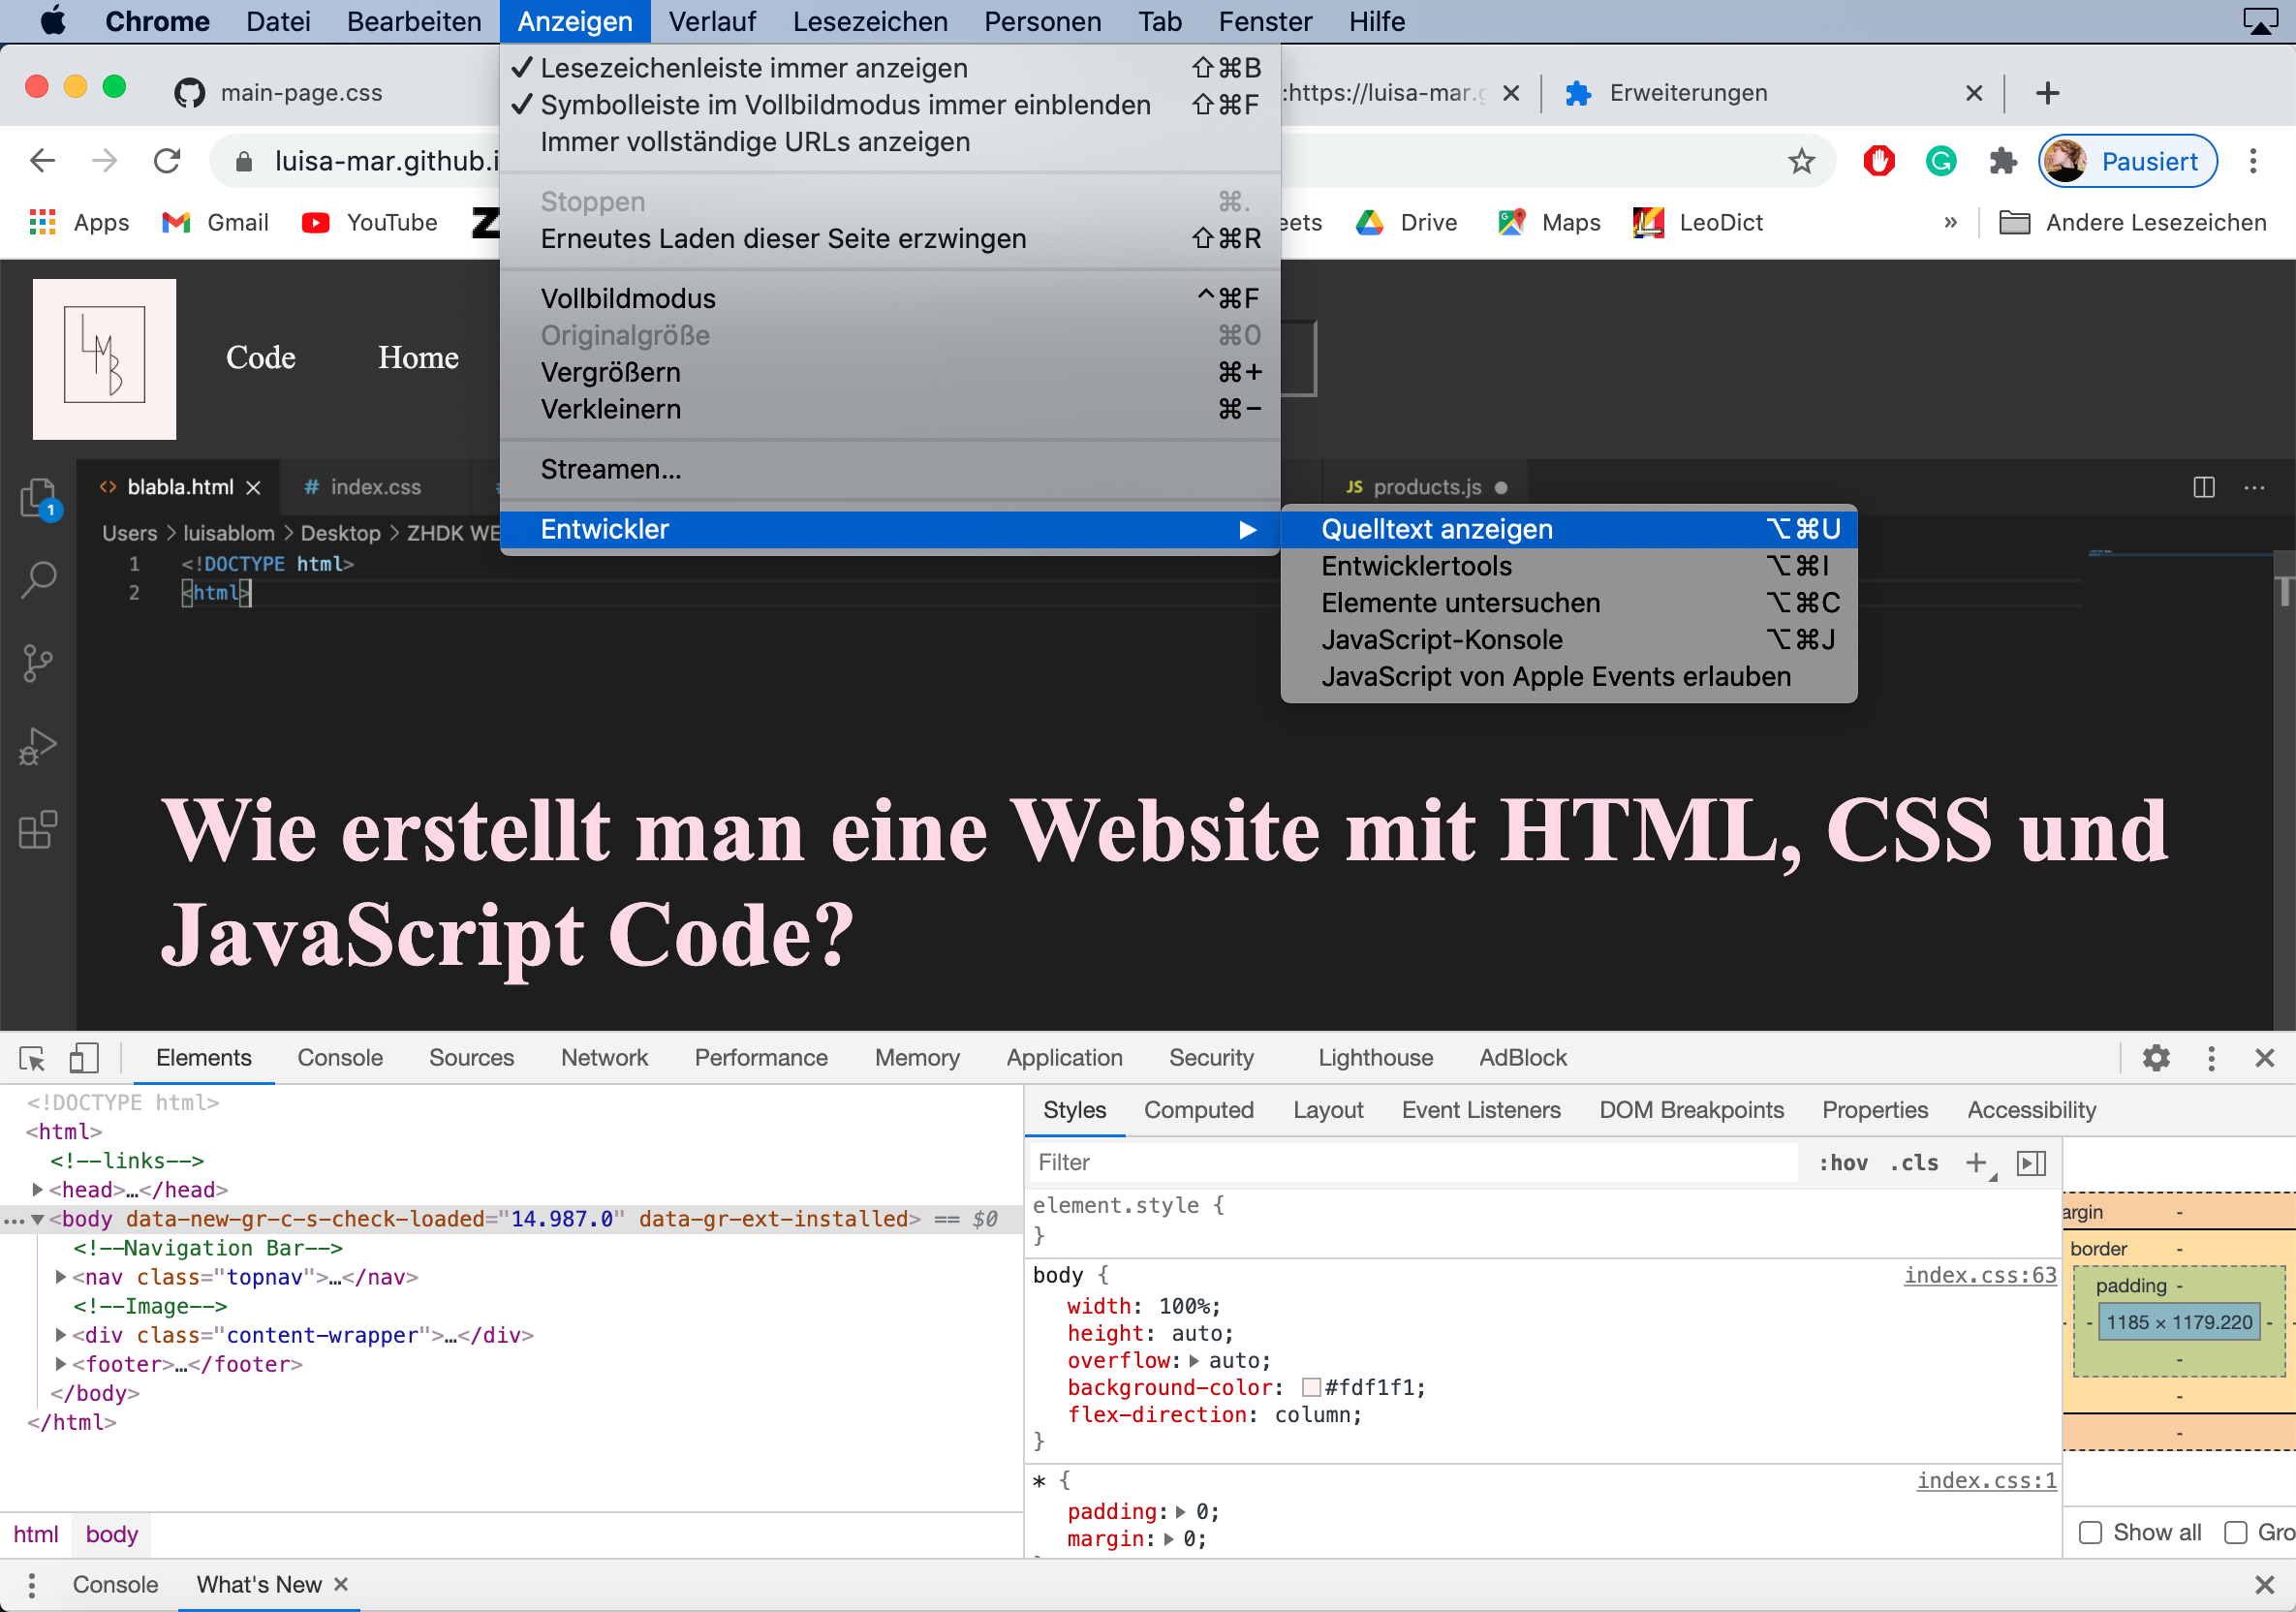 Chrome Datei Bearbeiten Anzeigen Verlauf Lesezeichen Personen Tab Fenster Hilfe
✓ Lesezeichenleiste immer anzeigen ⇧⌘B
✓ Symbolleiste im Vollbildmodus immer einblenden ⇧⌘F
Immer vollständige URLs anzeigen
Stoppen ⌘.
Erneutes Laden dieser Seite erzwingen ⇧⌘R
Vollbildmodus ^⌘F
Originalgröße ⌘0
Vergrößern ⌘+
Verkleinern ⌘−
Streamen...
Entwickler ▶
Quelltext anzeigen ⌥⌘U
Entwicklertools ⌥⌘I
Elemente untersuchen ⌥⌘C
JavaScript-Konsole ⌥⌘J
JavaScript von Apple Events erlauben
main-page.css :https://luisa-mar. Erweiterungen
luisa-mar.github.i Pausiert
Apps Gmail YouTube Z eets Drive Maps LeoDict » Andere Lesezeichen
LMB Code Home
1 <> blabla.html # index.css JS products.js
Users > luisablom > Desktop > ZHDK WE
1 <!DOCTYPE html>
2 <html>
T
Wie erstellt man eine Website mit HTML, CSS und
JavaScript Code?
Elements Console Sources Network Performance Memory Application Security Lighthouse AdBlock
<!DOCTYPE html>
<html>
<!--links-->
<head>…</head>
<body data-new-gr-c-s-check-loaded="14.987.0" data-gr-ext-installed> == $0
<!--Navigation Bar-->
<nav class="topnav">…</nav>
<!--Image-->
<div class="content-wrapper">…</div>
<footer>…</footer>
</body>
</html>
html body
Styles Computed Layout Event Listeners DOM Breakpoints Properties Accessibility
Filter :hov .cls +
element.style {
}
body { index.css:63
width: 100%;
height: auto;
overflow: auto;
background-color: #fdf1f1;
flex-direction: column;
}
* { index.css:1
padding: 0;
margin: 0;
argin -
border -
padding -
- 1185 × 1179.220 -
-
-
-
Show all Gro
Console What's New